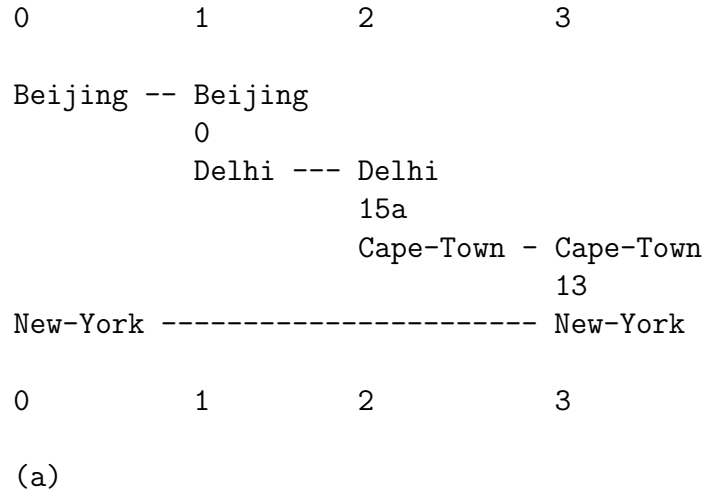 0 1 2 3
Beijing -- Beijing
0
Delhi --- Delhi
15a
Cape-Town - Cape-Town
13
New-York ----------------------- New-York
0 1 2 3
(a)